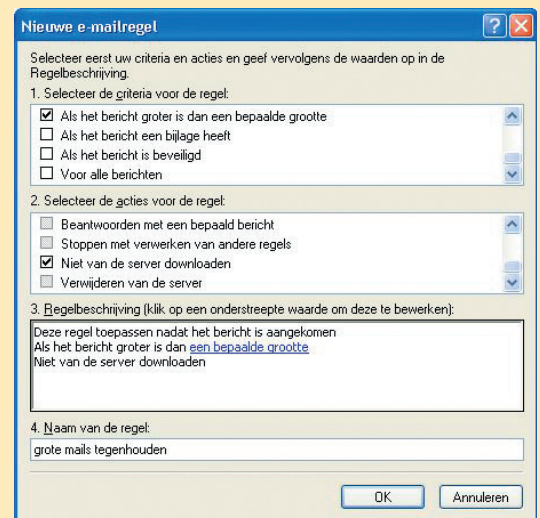 Nieuwe e-mailregel
Selecteer eerst uw criteria en acties en geef vervolgens de waarden op in de
Regelbeschrijving.
1. Selecteer de criteria voor de regel:
Als het bericht groter is dan een bepaalde grootte
Als het bericht een bijlage heeft
Als het bericht is beveiligd
Voor alle berichten
2. Selecteer de acties voor de regel:
Beantwoorden met een bepaald bericht
Stoppen met verwerken van andere regels
Niet van de server downloaden
Verwijderen van de server
3. Regelbeschrijving (klik op een onderstreepte waarde om deze te bewerken):
Deze regel toepassen nadat het bericht is aangekomen
Als het bericht groter is dan een bepaalde grootte
Niet van de server downloaden
4. Naam van de regel:
grote mails tegenhouden
OK Annuleren